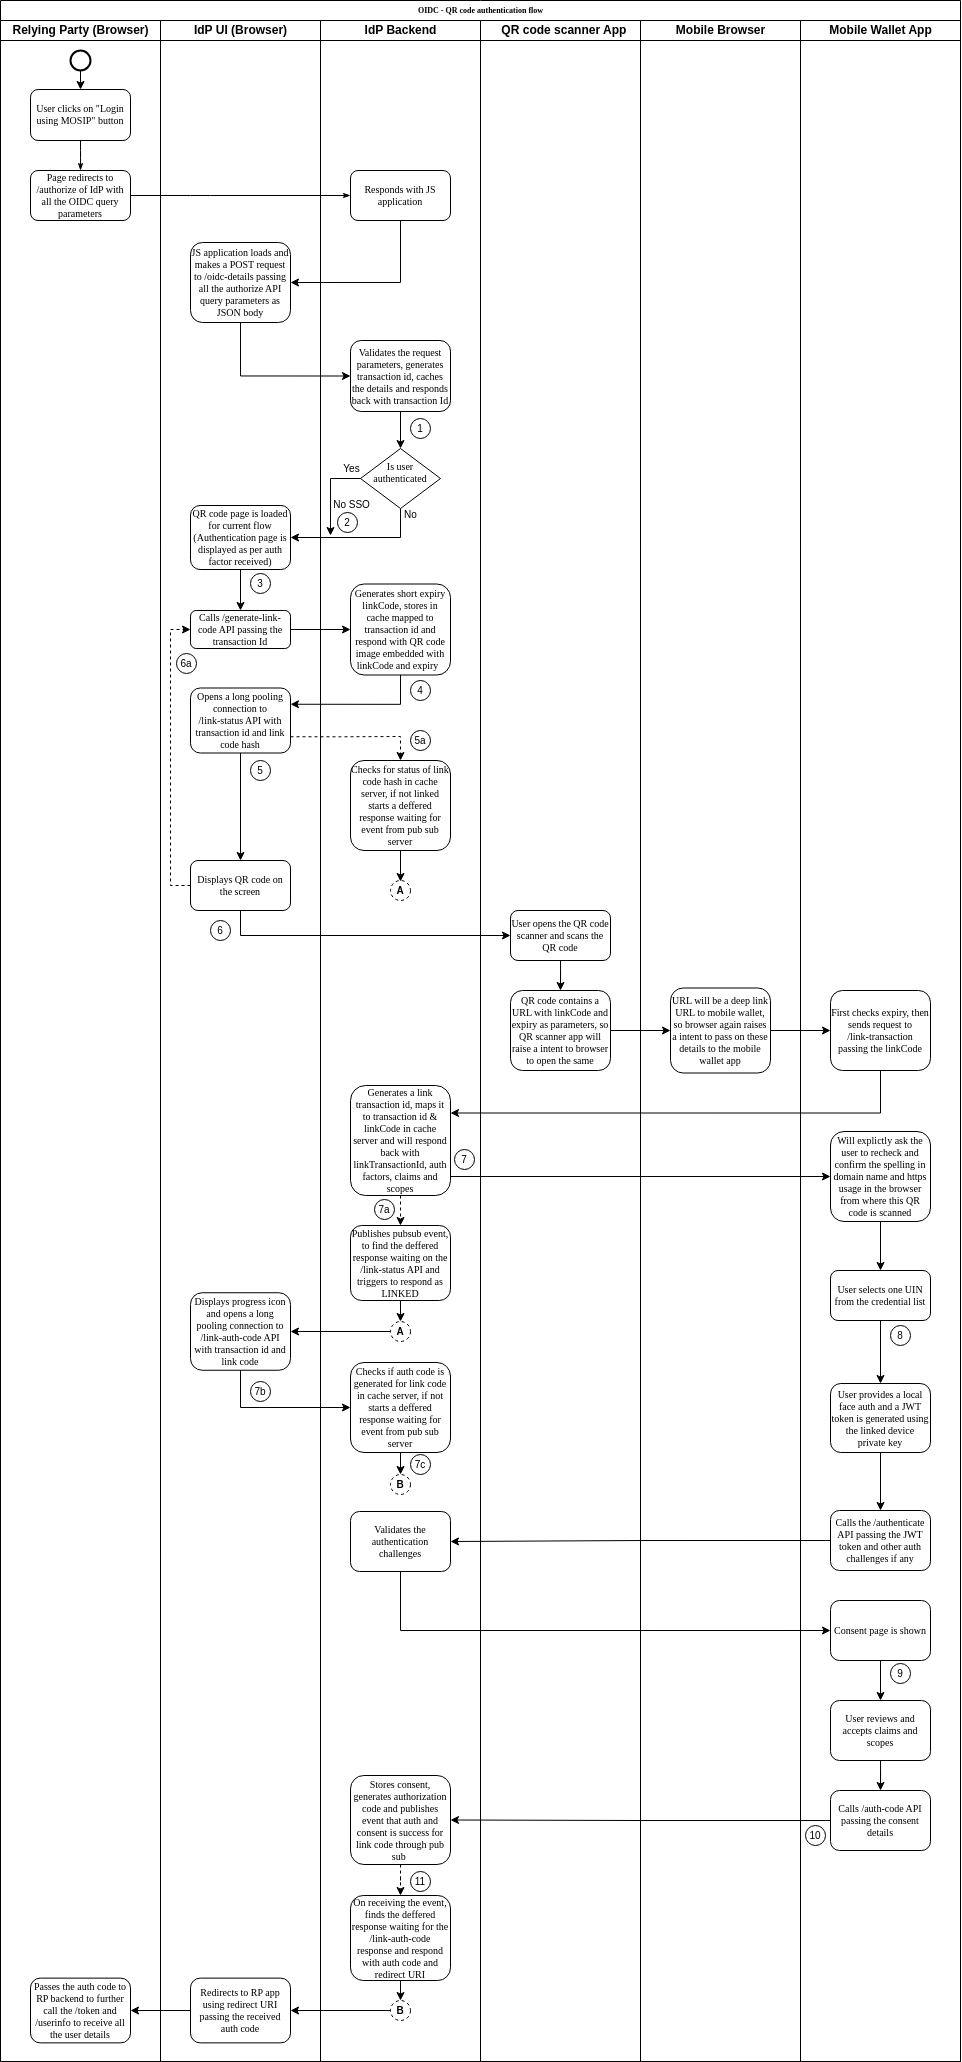 OIDC - QR code authentication flow
Relying Party (Browser)
IdP UI (Browser)
IdP Backend
QR code scanner App
Mobile Browser
Mobile Wallet App
User clicks on "Login
using MOSIP" button
Page redirects to
/authorize of IdP with
all the OIDC query
parameters
Responds with JS
application
JS application loads and
makes a POST request
to /oidc-details passing
all the authorize API
query parameters as
JSON body
Validates the request
parameters, generates
transaction id, caches
the details and responds
back with transaction Id
1
Is user
authenticated
Yes
No SSO
2
No
QR code page is loaded
for current flow
(Authentication page is
displayed as per auth
factor received)
3
Calls /generate-link-
code API passing the
transaction Id
6a
Generates short expiry
linkCode, stores in
cache mapped to
transaction id and
respond with QR code
image embedded with
linkCode and expiry
4
Opens a long pooling
connection to
/link-status API with
transaction id and link
code hash
5a
5
Checks for status of link
code hash in cache
server, if not linked
starts a deffered
response waiting for
event from pub sub
server
A
Displays QR code on
the screen
6
User opens the QR code
scanner and scans the
QR code
QR code contains a
URL with linkCode and
expiry as parameters, so
QR scanner app will
raise a intent to browser
to open the same
URL will be a deep link
URL to mobile wallet,
so browser again raises
a intent to pass on these
details to the mobile
wallet app
First checks expiry, then
sends request to
/link-transaction
passing the linkCode
Generates a link
transaction id, maps it
to transaction id &
linkCode in cache
server and will respond
back with
linkTransactionId, auth
factors, claims and
scopes
7
Will explictly ask the
user to recheck and
confirm the spelling in
domain name and https
usage in the browser
from where this QR
code is scanned
7a
Publishes pubsub event,
to find the deffered
response waiting on the
/link-status API and
triggers to respond as
LINKED
A
User selects one UIN
from the credential list
8
Displays progress icon
and opens a long
pooling connection to
/link-auth-code API
with transaction id and
link code
7b
Checks if auth code is
generated for link code
in cache server, if not
starts a deffered
response waiting for
event from pub sub
server
7c
B
User provides a local
face auth and a JWT
token is generated using
the linked device
private key
Calls the /authenticate
API passing the JWT
token and other auth
challenges if any
Validates the
authentication
challenges
Consent page is shown
9
User reviews and
accepts claims and
scopes
Calls /auth-code API
passing the consent
details
10
Stores consent,
generates authorization
code and publishes
event that auth and
consent is success for
link code through pub
sub
11
On receiving the event,
finds the deffered
response waiting for the
/link-auth-code
response and respond
with auth code and
redirect URI
B
Redirects to RP app
using redirect URI
passing the received
auth code
Passes the auth code to
RP backend to further
call the /token and
/userinfo to receive all
the user details